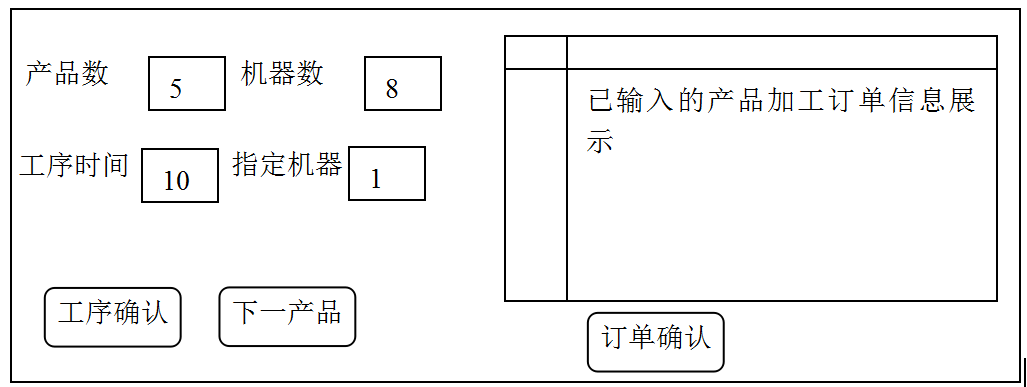 产品数 5 机器数 8
工序时间 10 指定机器 1
工序确认 下一产品
已输入的产品加工订单信息展
示
订单确认